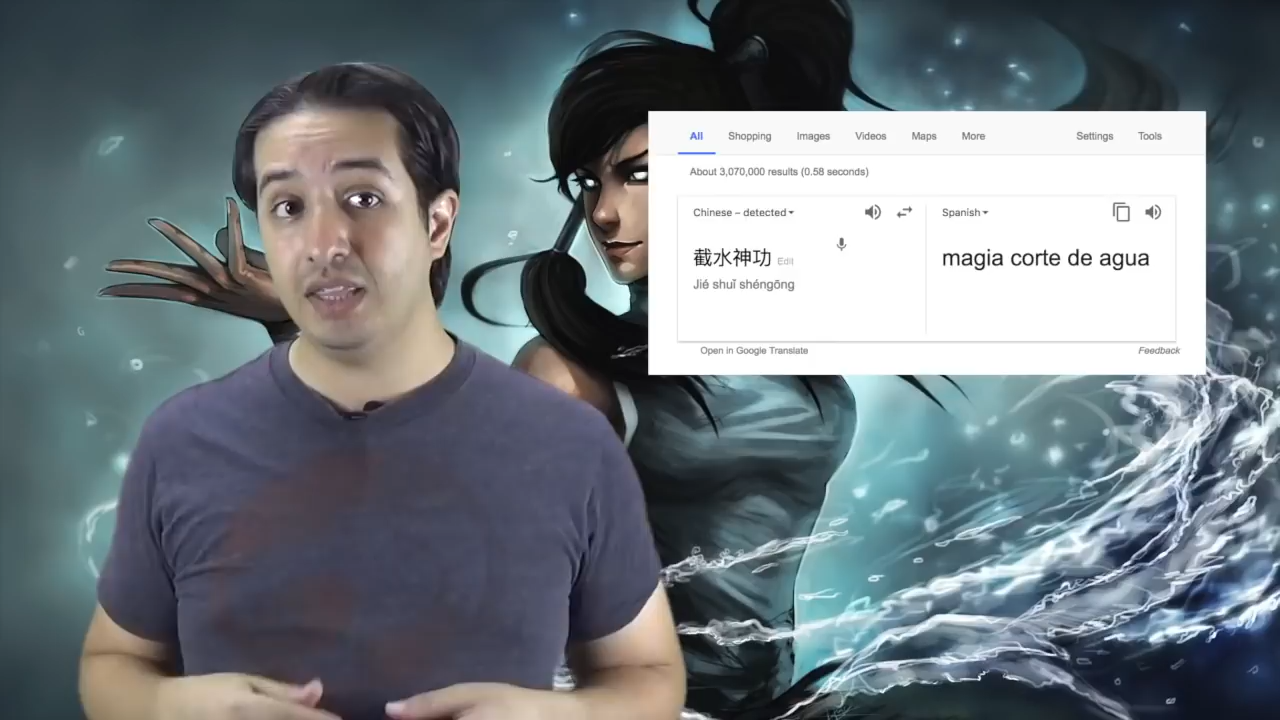 All Shopping Images Videos Maps More Settings Tools
About 3,070,000 results (0.58 seconds)
Chinese – detected Spanish
截水神功 Edit magia corte de agua
Jié shuǐ shéngōng
Open in Google Translate Feedback